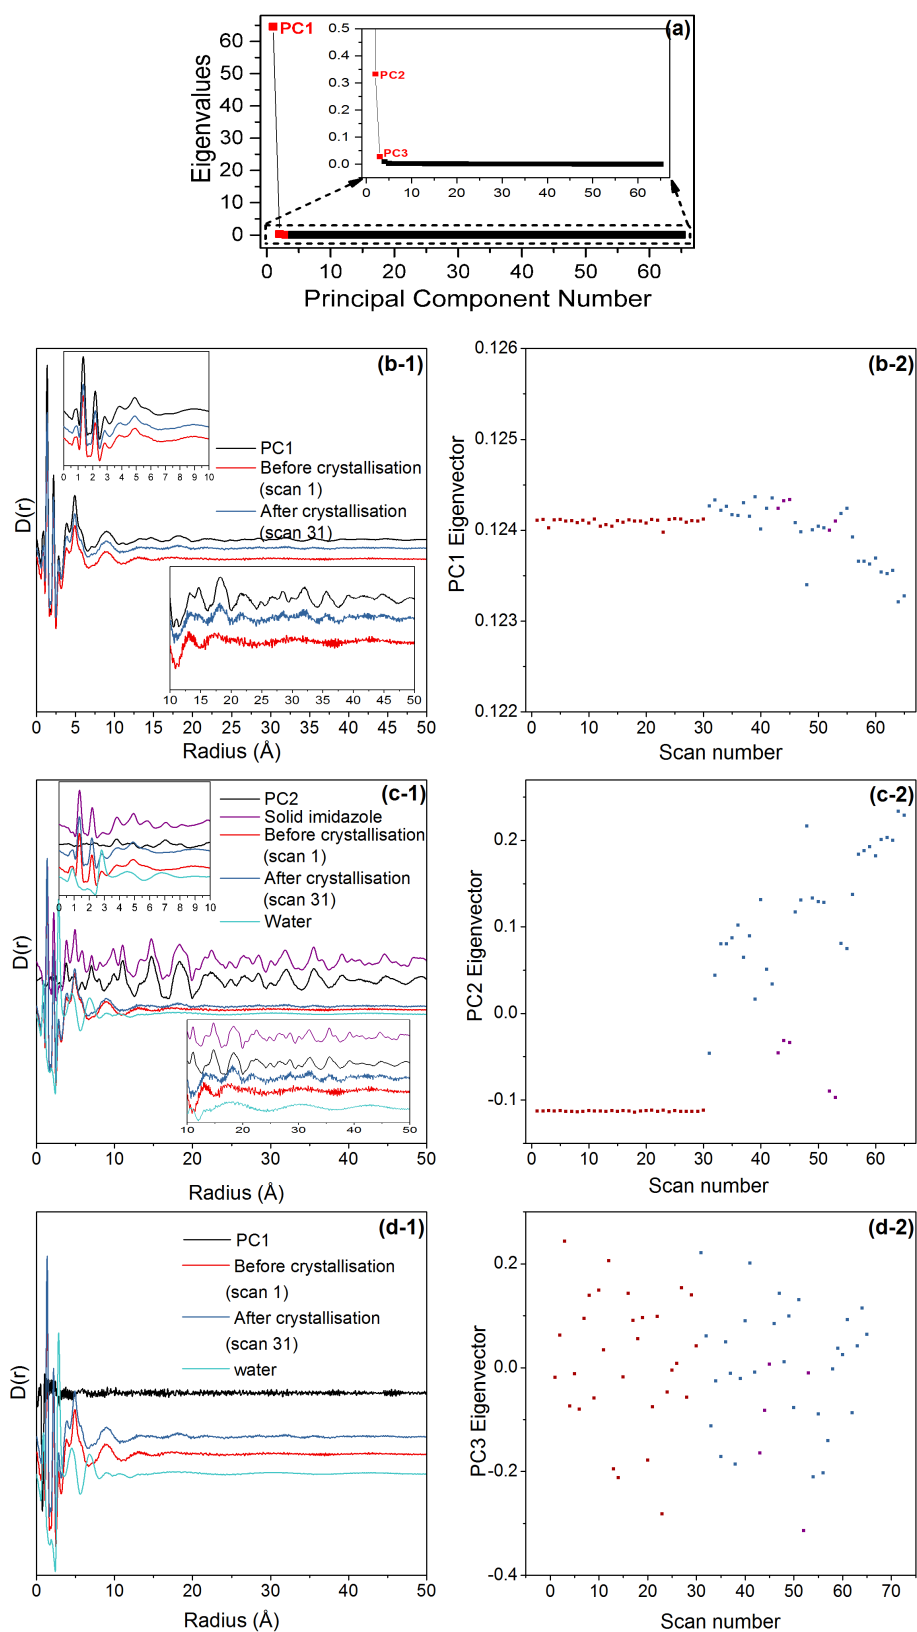 (a)
PC1
60
50
40
30
20
10
0
Eigenvalues
0.5
0.4
0.3
0.2
0.1
0.0
PC2
PC3
0 10 20 30 40 50 60
0 10 20 30 40 50 60
Principal Component Number
(b-1)
0 1 2 3 4 5 6 7 8 9 10
PC1
Before crystallisation
(scan 1)
After crystallisation
(scan 31)
D(r)
10 15 20 25 30 35 40 45 50
0 5 10 15 20 25 30 35 40 45 50
Radius (Å)
(b-2)
0.126
0.125
0.124
0.123
0.122
PC1 Eigenvector
0 10 20 30 40 50 60
Scan number
(c-1)
PC2
Solid imidazole
Before crystallisation
(scan 1)
After crystallisation
(scan 31)
Water
0 1 2 3 4 5 6 7 8 9 10
D(r)
10 20 30 40 50
0 5 10 15 20 25 30 35 40 45 50
Radius (Å)
(c-2)
0.2
0.1
0.0
-0.1
PC2 Eigenvector
0 10 20 30 40 50 60
Scan number
(d-1)
PC1
Before crystallisation
(scan 1)
After crystallisation
(scan 31)
water
D(r)
0 5 10 15 20 25 30 35 40 45 50
Radius (Å)
(d-2)
0.2
0.0
-0.2
-0.4
PC3 Eigenvector
0 10 20 30 40 50 60 70
Scan number